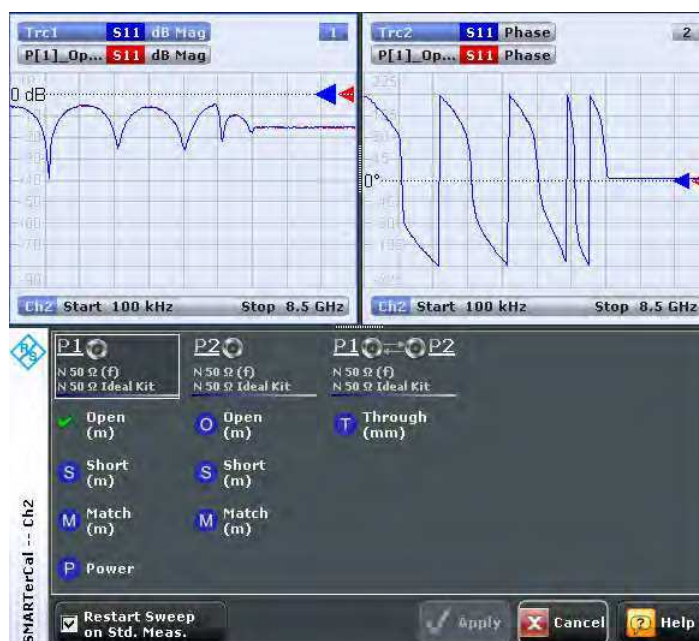 Trc1 S11 dB Mag 1
P[1]_Op... S11 dB Mag
0 dB
Ch2 Start 100 kHz Stop 8.5 GHz
Trc2 S11 Phase 2
P[1]_Op... S11 Phase
225
0°
Ch2 Start 100 kHz Stop 8.5 GHz
SMARTerCal -- Ch2
P1
N 50 Ω (f)
N 50 Ω Ideal Kit
Open
(m)
S Short
(m)
M Match
(m)
P Power
P2
N 50 Ω (f)
N 50 Ω Ideal Kit
O Open
(m)
S Short
(m)
M Match
(m)
P1 P2
N 50 Ω (f)
N 50 Ω Ideal Kit
T Through
(mm)
Restart Sweep
on Std. Meas.
Apply
Cancel
Help